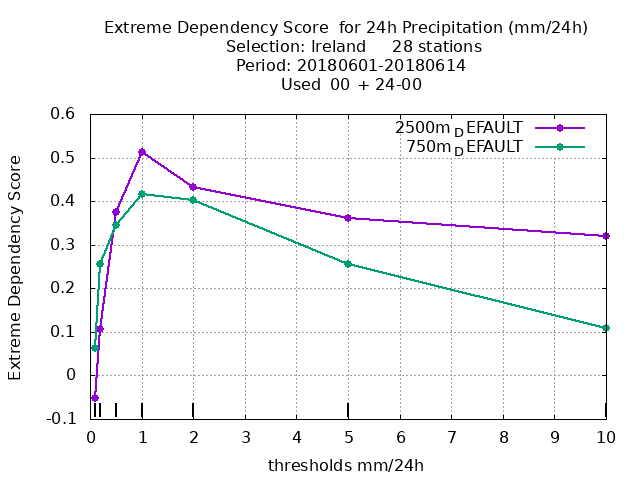 Extreme Dependency Score  for 24h Precipitation (mm/24h)
Selection: Ireland     28 stations
Period: 20180601-20180614
Used  00 + 24-00
2500m_DEFAULT
750m_DEFAULT
Extreme Dependency Score
0.6
0.5
0.4
0.3
0.2
0.1
0
-0.1
0 1 2 3 4 5 6 7 8 9 10
thresholds mm/24h